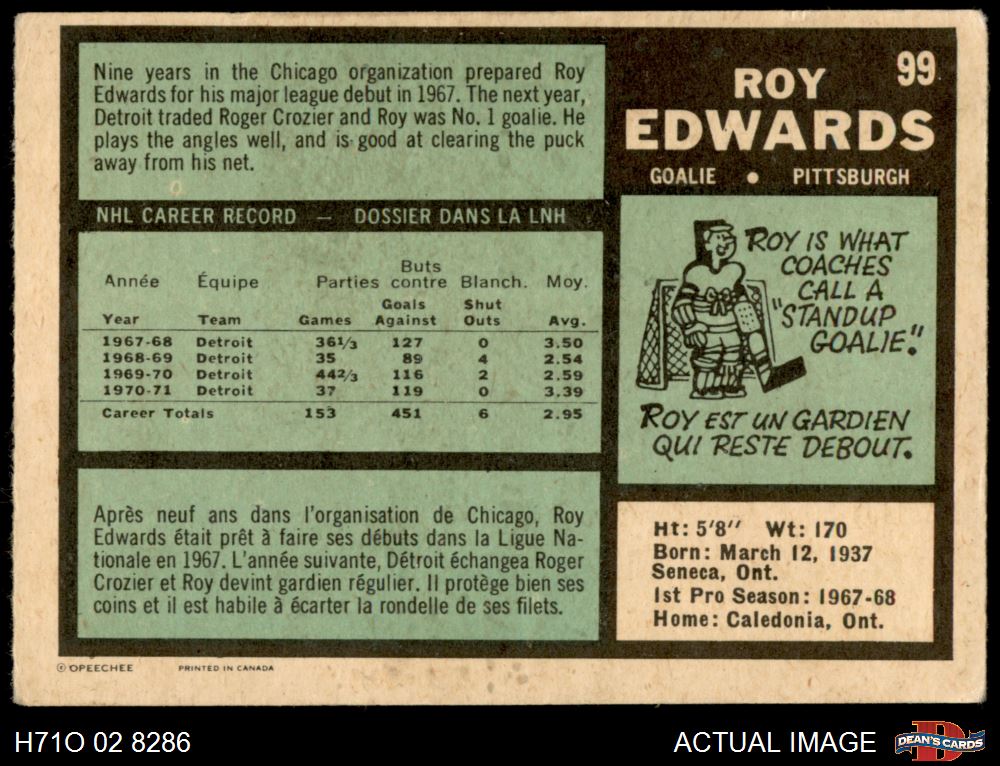 Nine years in the Chicago organization prepared Roy
Edwards for his major league debut in 1967. The next year,
Detroit traded Roger Crozier and Roy was No. 1 goalie. He
plays the angles well, and is good at clearing the puck
away from his net.
NHL CAREER RECORD — DOSSIER DANS LA LNH
Année Équipe Parties Buts contre Blanch. Moy.
Year Team Games Goals Against Shut Outs Avg.
1967-68 Detroit 36 1/3 127 0 3.50
1968-69 Detroit 35 89 4 2.54
1969-70 Detroit 44 2/3 116 2 2.59
1970-71 Detroit 37 119 0 3.39
Career Totals 153 451 6 2.95
Après neuf ans dans l'organisation de Chicago, Roy
Edwards était prêt à faire ses débuts dans la Ligue Na-
tionale en 1967. L'année suivante, Détroit échangea Roger
Crozier et Roy devint gardien régulier. Il protège bien ses
coins et il est habile à écarter la rondelle de ses filets.
99
ROY
EDWARDS
GOALIE • PITTSBURGH
ROY IS WHAT
COACHES
CALL A
"STANDUP
GOALIE."
ROY EST UN GARDIEN
QUI RESTE DEBOUT.
Ht: 5'8" Wt: 170
Born: March 12, 1937
Seneca, Ont.
1st Pro Season: 1967-68
Home: Caledonia, Ont.
© OPEECHEE PRINTED IN CANADA
H71O 02 8286 ACTUAL IMAGE
D
DEAN'S CARDS